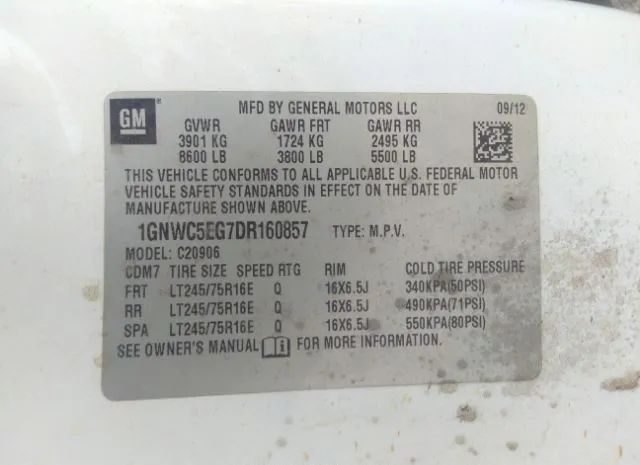 GM ® MFD BY GENERAL MOTORS LLC 09/12
GVWR GAWR FRT GAWR RR
3901 KG 1724 KG 2495 KG
8600 LB 3800 LB 5500 LB
THIS VEHICLE CONFORMS TO ALL APPLICABLE U.S. FEDERAL MOTOR
VEHICLE SAFETY STANDARDS IN EFFECT ON THE DATE OF
MANUFACTURE SHOWN ABOVE.
1GNWC5EG7DR160857 TYPE: M.P.V.
MODEL: C20906
CDM7 TIRE SIZE SPEED RTG RIM COLD TIRE PRESSURE
FRT LT245/75R16E Q 16X6.5J 340KPA(50PSI)
RR LT245/75R16E Q 16X6.5J 490KPA(71PSI)
SPA LT245/75R16E Q 16X6.5J 550KPA(80PSI)
SEE OWNER'S MANUAL FOR MORE INFORMATION.